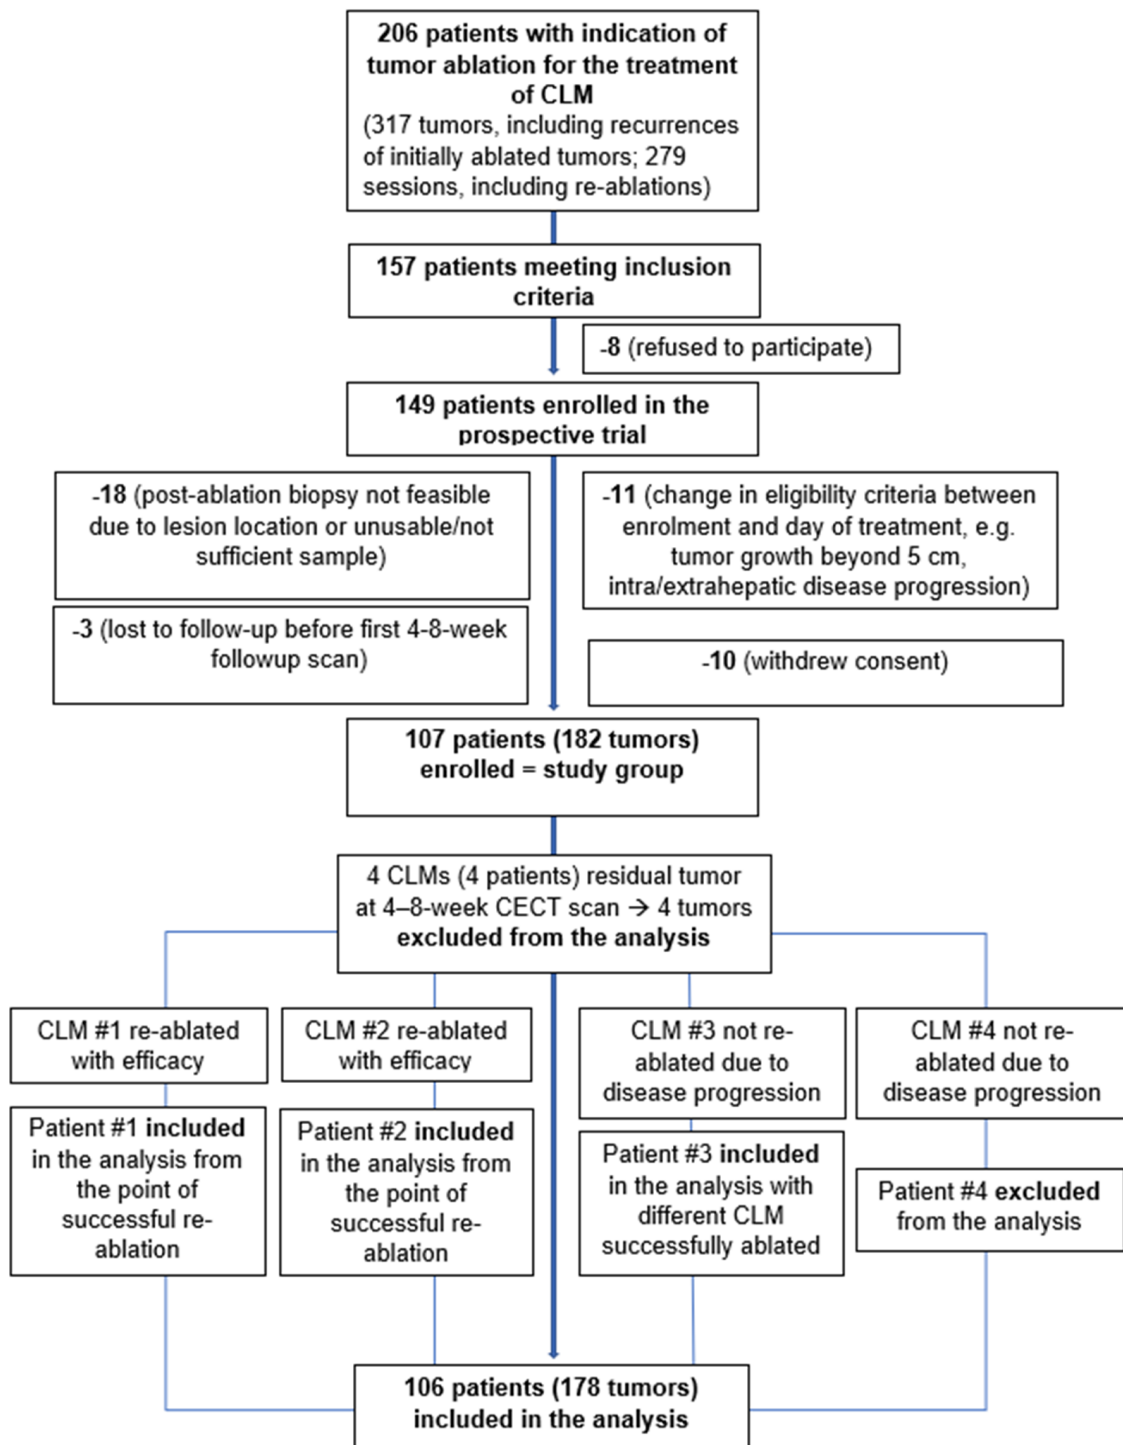 206 patients with indication of
tumor ablation for the treatment
of CLM
(317 tumors, including recurrences
of initially ablated tumors; 279
sessions, including re-ablations)
157 patients meeting inclusion
criteria
-8 (refused to participate)
149 patients enrolled in the
prospective trial
-18 (post-ablation biopsy not feasible
due to lesion location or unusable/not
sufficient sample)
-11 (change in eligibility criteria between
enrolment and day of treatment, e.g.
tumor growth beyond 5 cm,
intra/extrahepatic disease progression)
-3 (lost to follow-up before first 4-8-week
followup scan)
-10 (withdrew consent)
107 patients (182 tumors)
enrolled = study group
4 CLMs (4 patients) residual tumor
at 4–8-week CECT scan → 4 tumors
excluded from the analysis
CLM #1 re-ablated
with efficacy
CLM #2 re-ablated
with efficacy
CLM #3 not re-
ablated due to
disease progression
CLM #4 not re-
ablated due to
disease progression
Patient #1 included
in the analysis from
the point of
successful re-
ablation
Patient #2 included
in the analysis from
the point of
successful re-
ablation
Patient #3 included
in the analysis with
different CLM
successfully ablated
Patient #4 excluded
from the analysis
106 patients (178 tumors)
included in the analysis